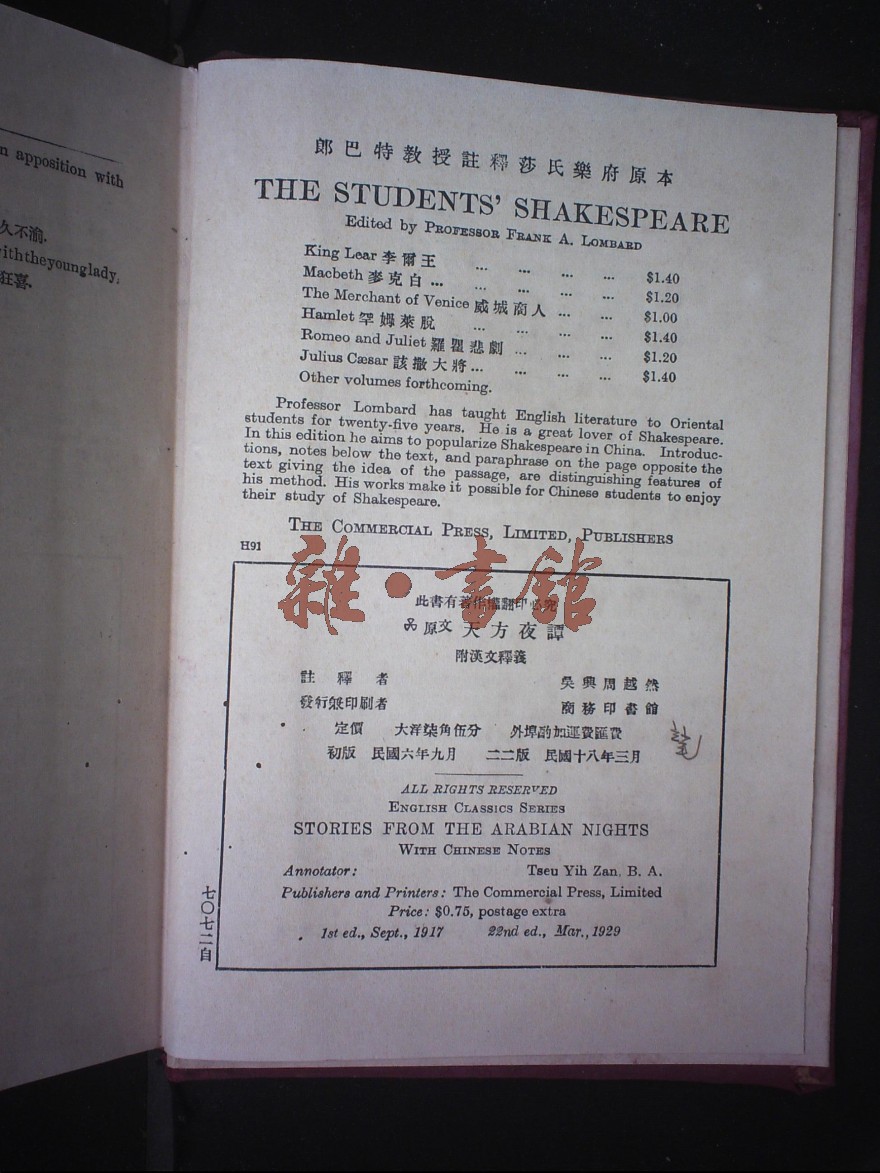 n apposition with
久不渝.
iththeyounglady.
狂喜.
郎巴特教授註釋莎氏樂府原本
THE STUDENTS' SHAKESPEARE
Edited by PROFESSOR FRANK A. LOMBARD
King Lear 李爾王 ... ... ... ... $1.40
Macbeth 麥克白 ... ... ... ... ... $1.20
The Merchant of Venice 威城商人 ... ... $1.00
Hamlet 罕姆萊脫 ... ... ... ... $1.40
Romeo and Juliet 羅瞿悲劇 ... ... ... $1.20
Julius Cæsar 該撒大將 ... ... ... ... $1.40
Other volumes forthcoming.
Professor Lombard has taught English literature to Oriental
students for twenty-five years. He is a great lover of Shakespeare.
In this edition he aims to popularize Shakespeare in China. Introduc-
tions, notes below the text, and paraphrase on the page opposite the
text giving the idea of the passage, are distinguishing features of
his method. His works make it possible for Chinese students to enjoy
their study of Shakespeare.
THE COMMERCIAL PRESS, LIMITED, PUBLISHERS
H91
雜·書館
此書有著作權翻印必究
原文 天方夜譚
附漢文釋義
註釋者 吳興周越然
發行兼印刷者 商務印書館
定價 大洋柒角伍分 外埠酌加運費匯費
初版 民國六年九月 二二版 民國十八年三月
ALL RIGHTS RESERVED
ENGLISH CLASSICS SERIES
STORIES FROM THE ARABIAN NIGHTS
WITH CHINESE NOTES
Annotator: Tseu Yih Zan, B. A.
Publishers and Printers: The Commercial Press, Limited
Price: $0.75, postage extra
1st ed., Sept., 1917 22nd ed., Mar., 1929
七〇七二自